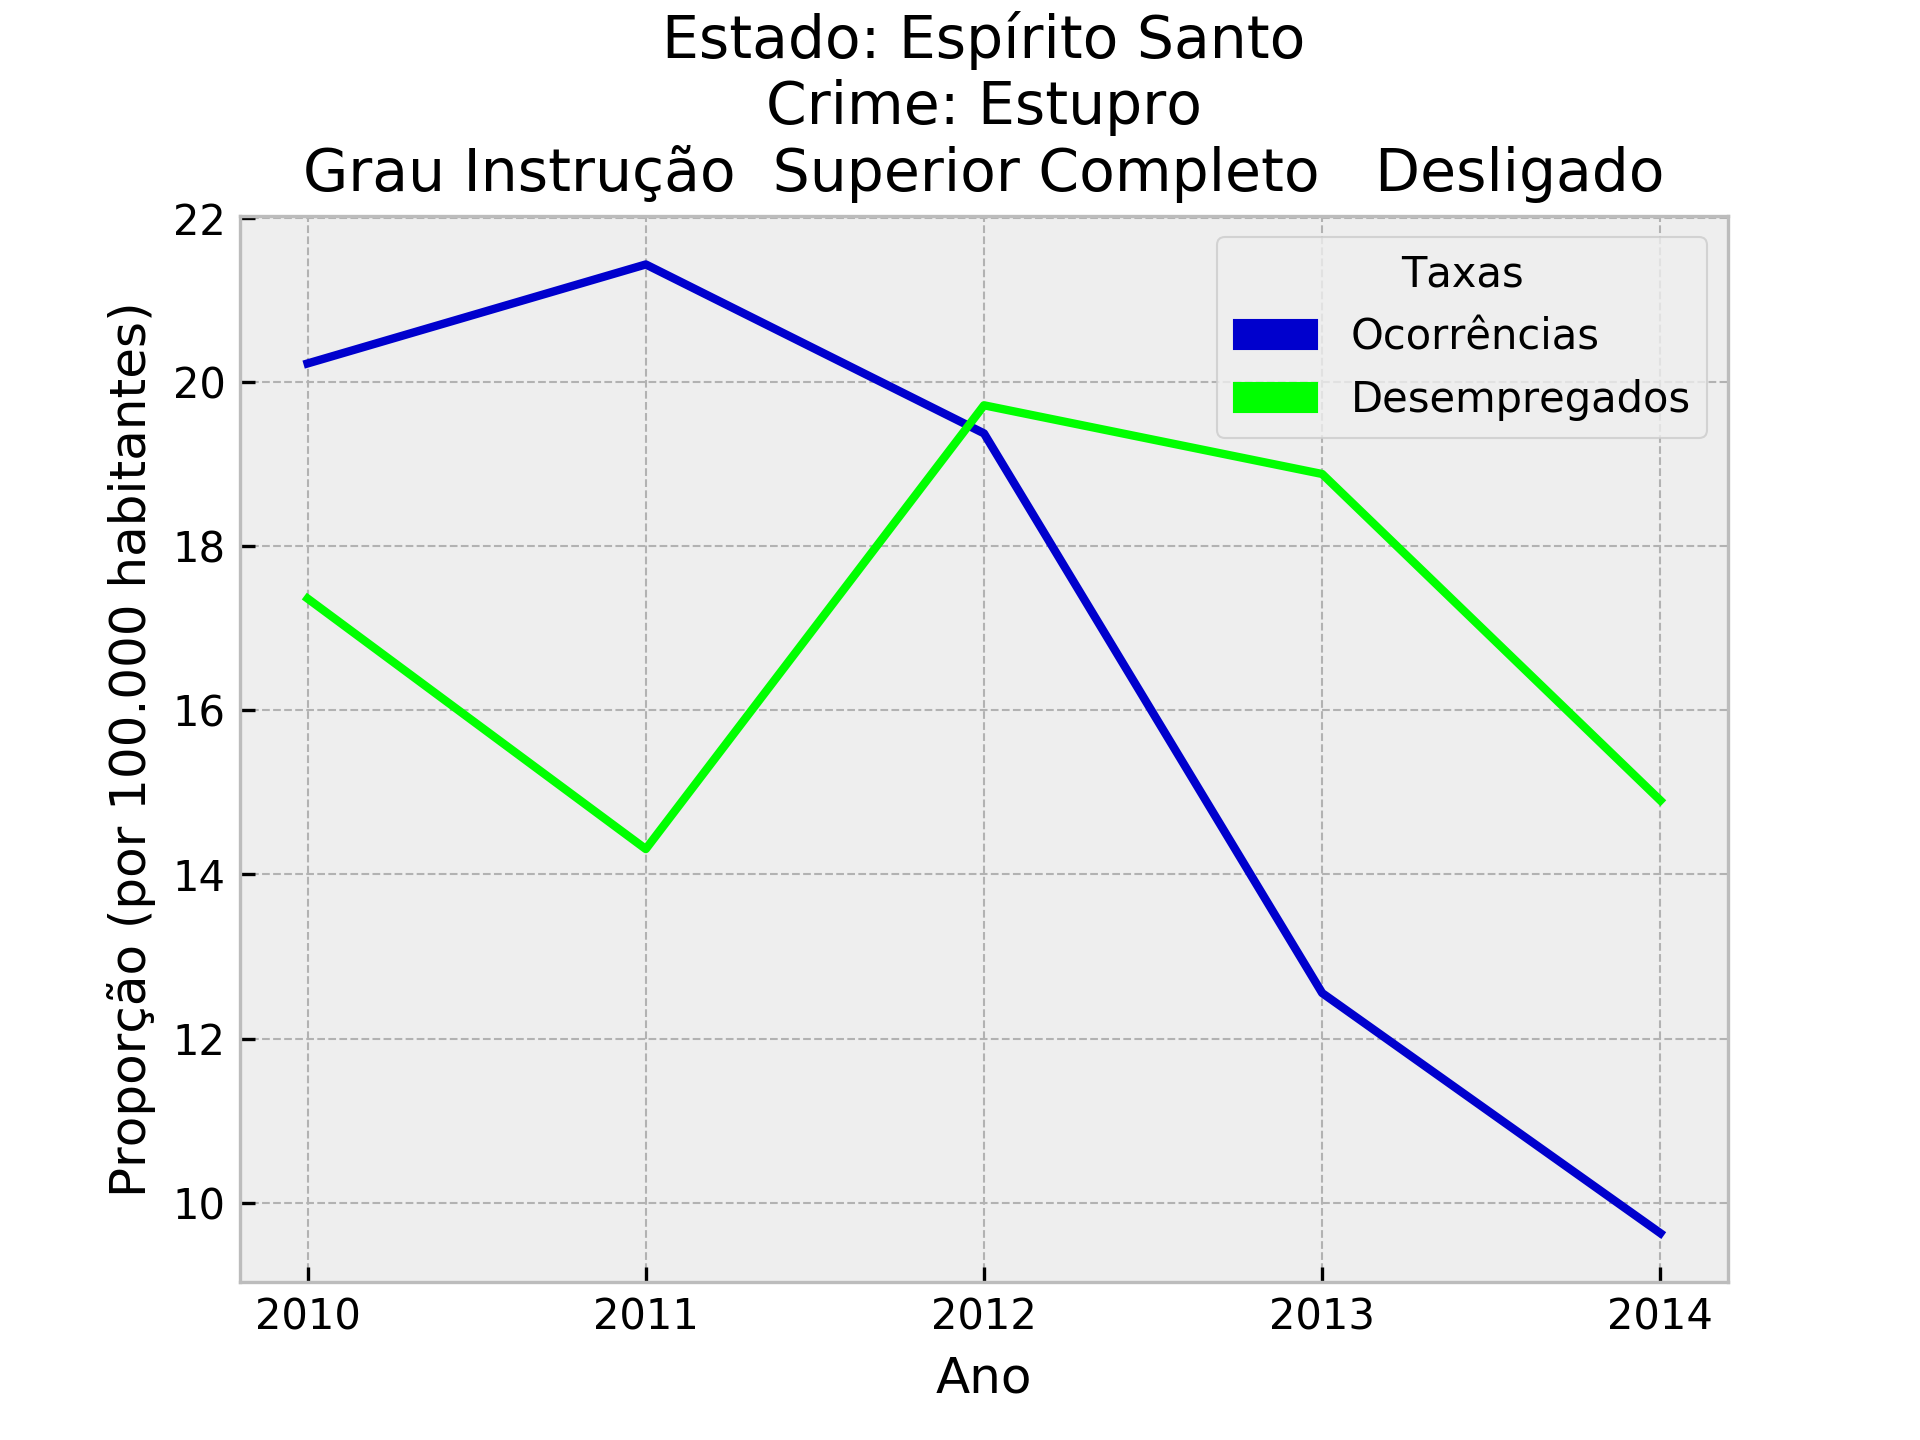 Estado: Espírito Santo
Crime: Estupro
Grau Instrução  Superior Completo   Desligado
Proporção (por 100.000 habitantes)
22
20
18
16
14
12
10
Taxas
Ocorrências
Desempregados
2010 2011 2012 2013 2014
Ano